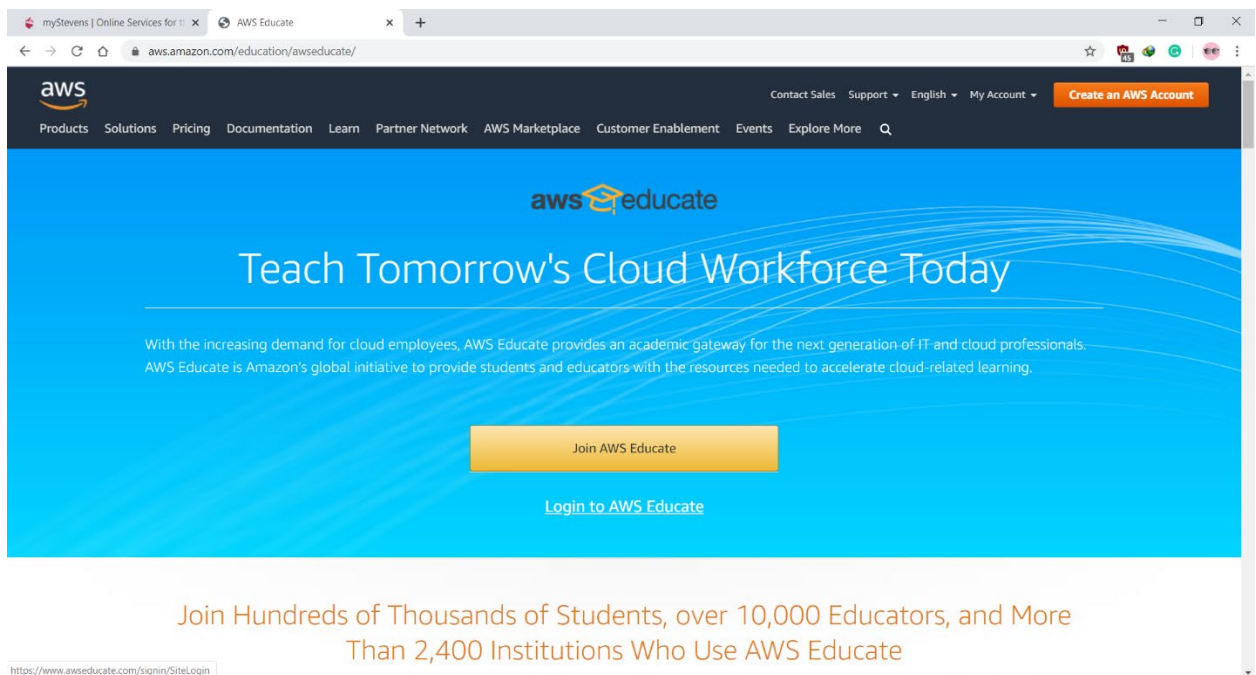 myStevens | Online Services for
AWS Educate
aws.amazon.com/education/awseducate/
45
aws
Contact Sales Support English My Account Create an AWS Account
Products Solutions Pricing Documentation Learn Partner Network AWS Marketplace Customer Enablement Events Explore More
aws educate
Teach Tomorrow's Cloud Workforce Today
With the increasing demand for cloud employees, AWS Educate provides an academic gateway for the next generation of IT and cloud professionals.
AWS Educate is Amazon's global initiative to provide students and educators with the resources needed to accelerate cloud-related learning.
Join AWS Educate
Login to AWS Educate
Join Hundreds of Thousands of Students, over 10,000 Educators, and More
Than 2,400 Institutions Who Use AWS Educate
https://www.awseducate.com/signin/SiteLogin